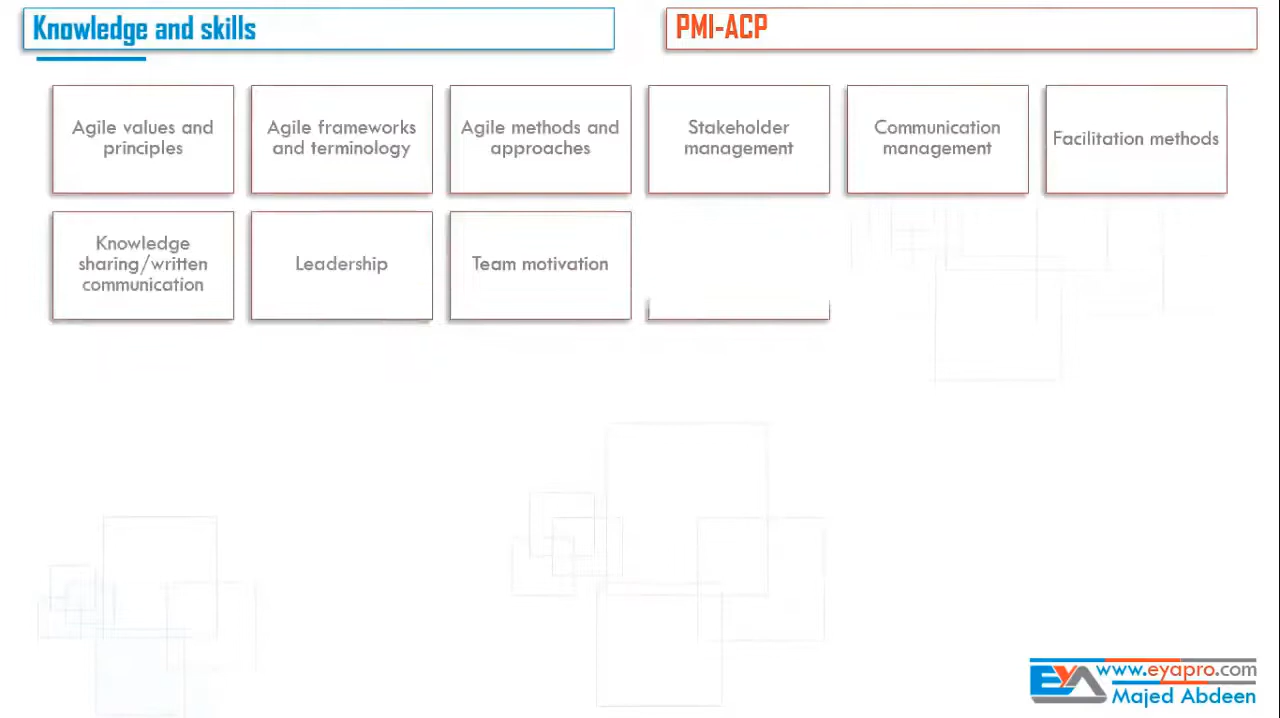 Knowledge and skills
PMI-ACP
Agile values and
principles
Agile frameworks
and terminology
Agile methods and
approaches
Stakeholder
management
Communication
management
Facilitation methods
Knowledge
sharing/written
communication
Leadership
Team motivation
EYA
www.eyapro.com
Majed Abdeen